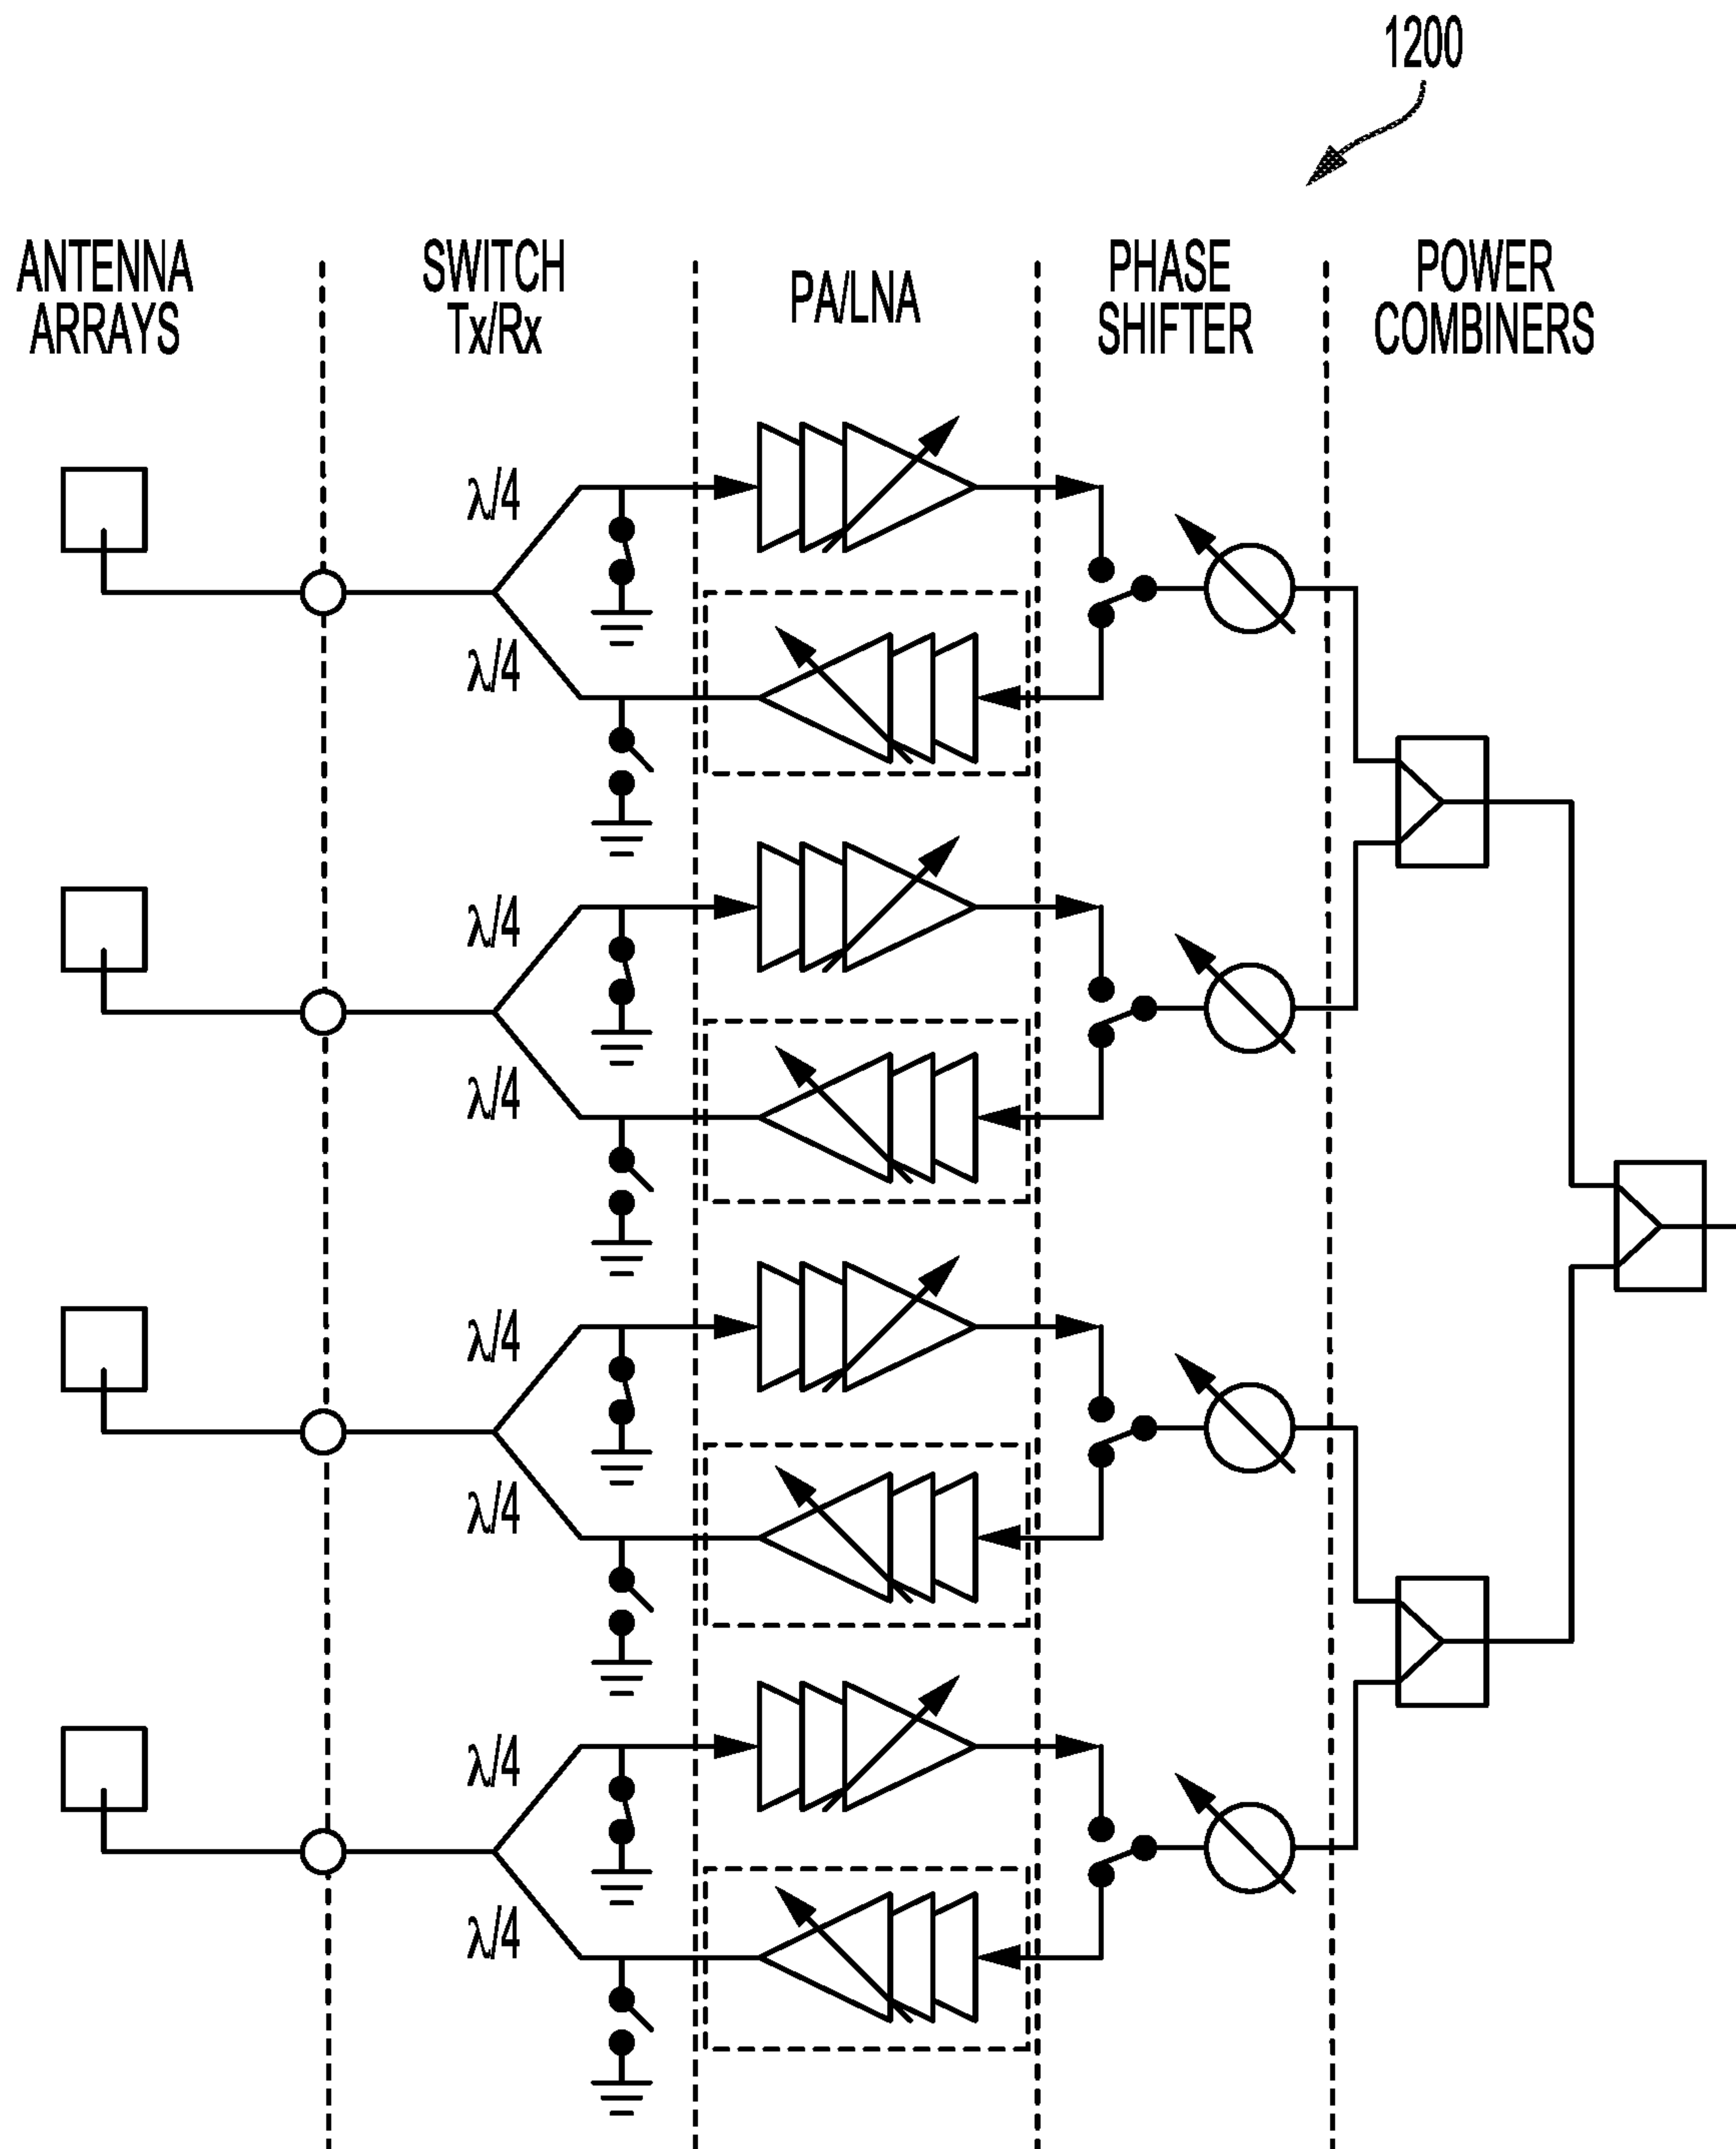 1200
ANTENNA
ARRAYS
SWITCH
Tx/Rx
PA/LNA
PHASE
SHIFTER
POWER
COMBINERS
λ/4
λ/4
λ/4
λ/4
λ/4
λ/4
λ/4
λ/4